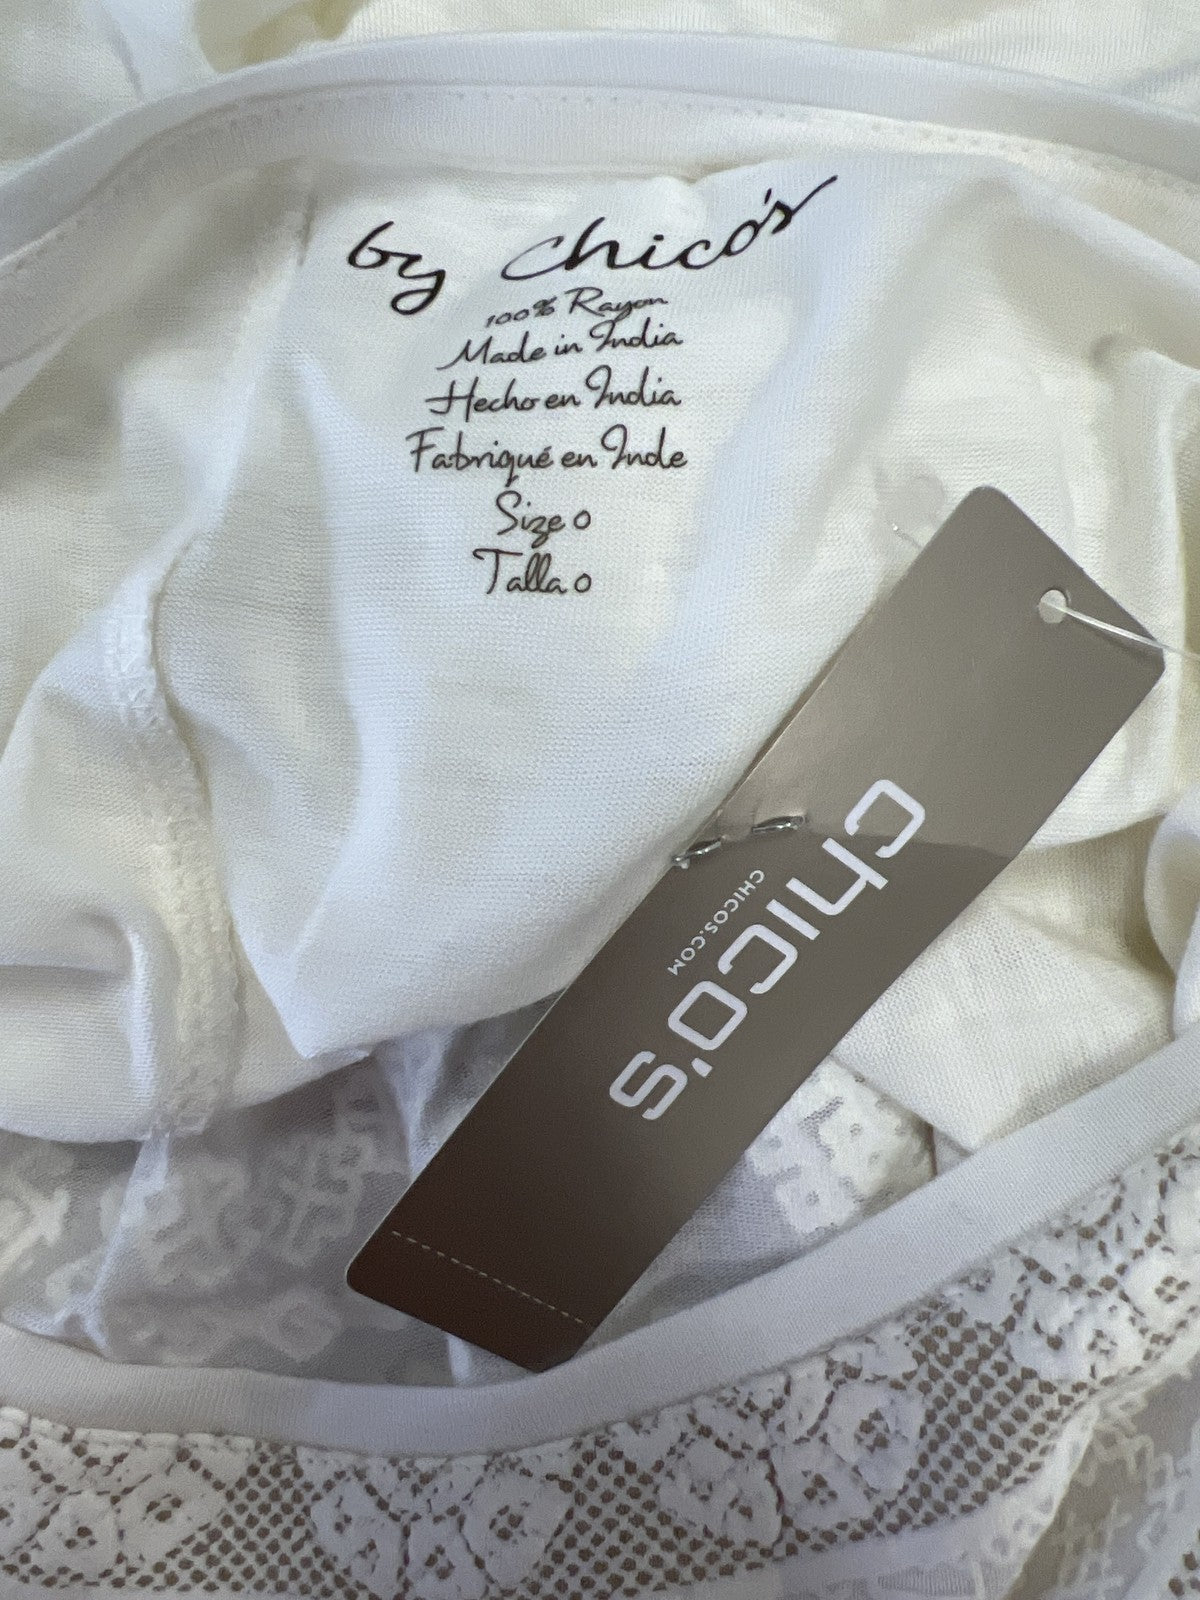 by Chico's
100% Rayon
Made in India
Hecho en India
Fabriqué en Inde
Size 0
Talla 0
CHICO'S
CHICOS.COM